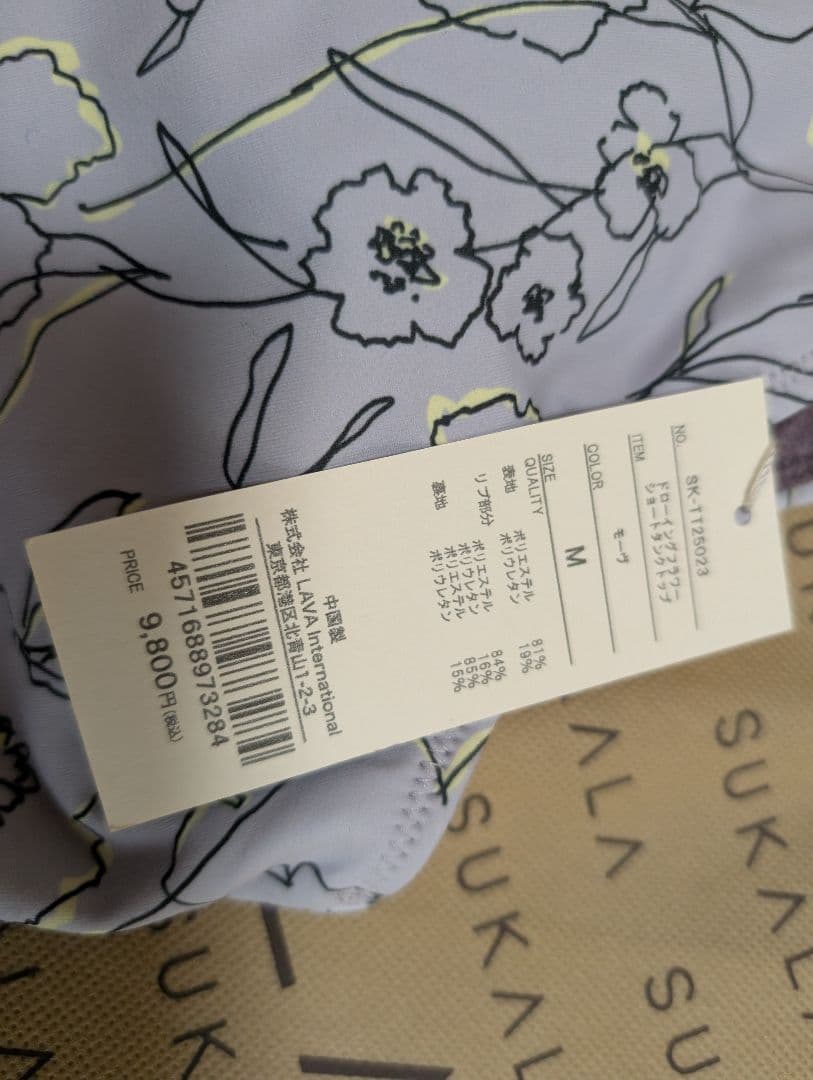 NO. SK-TT25023
ITEM ドローイングフラワー
ショートタンクトップ
COLOR モーヴ
SIZE M
QUALITY
表地 ポリエステル 81%
ポリウレタン 19%
リブ部分 ポリエステル 84%
ポリウレタン 16%
裏地 ポリエステル 85%
ポリウレタン 15%
中国製
株式会社 LAVA International
東京都港区北青山1-2-3
4571688973284
PRICE 9,800円(税込)
SUKALA
SUKAL
ALA
SUK
SU